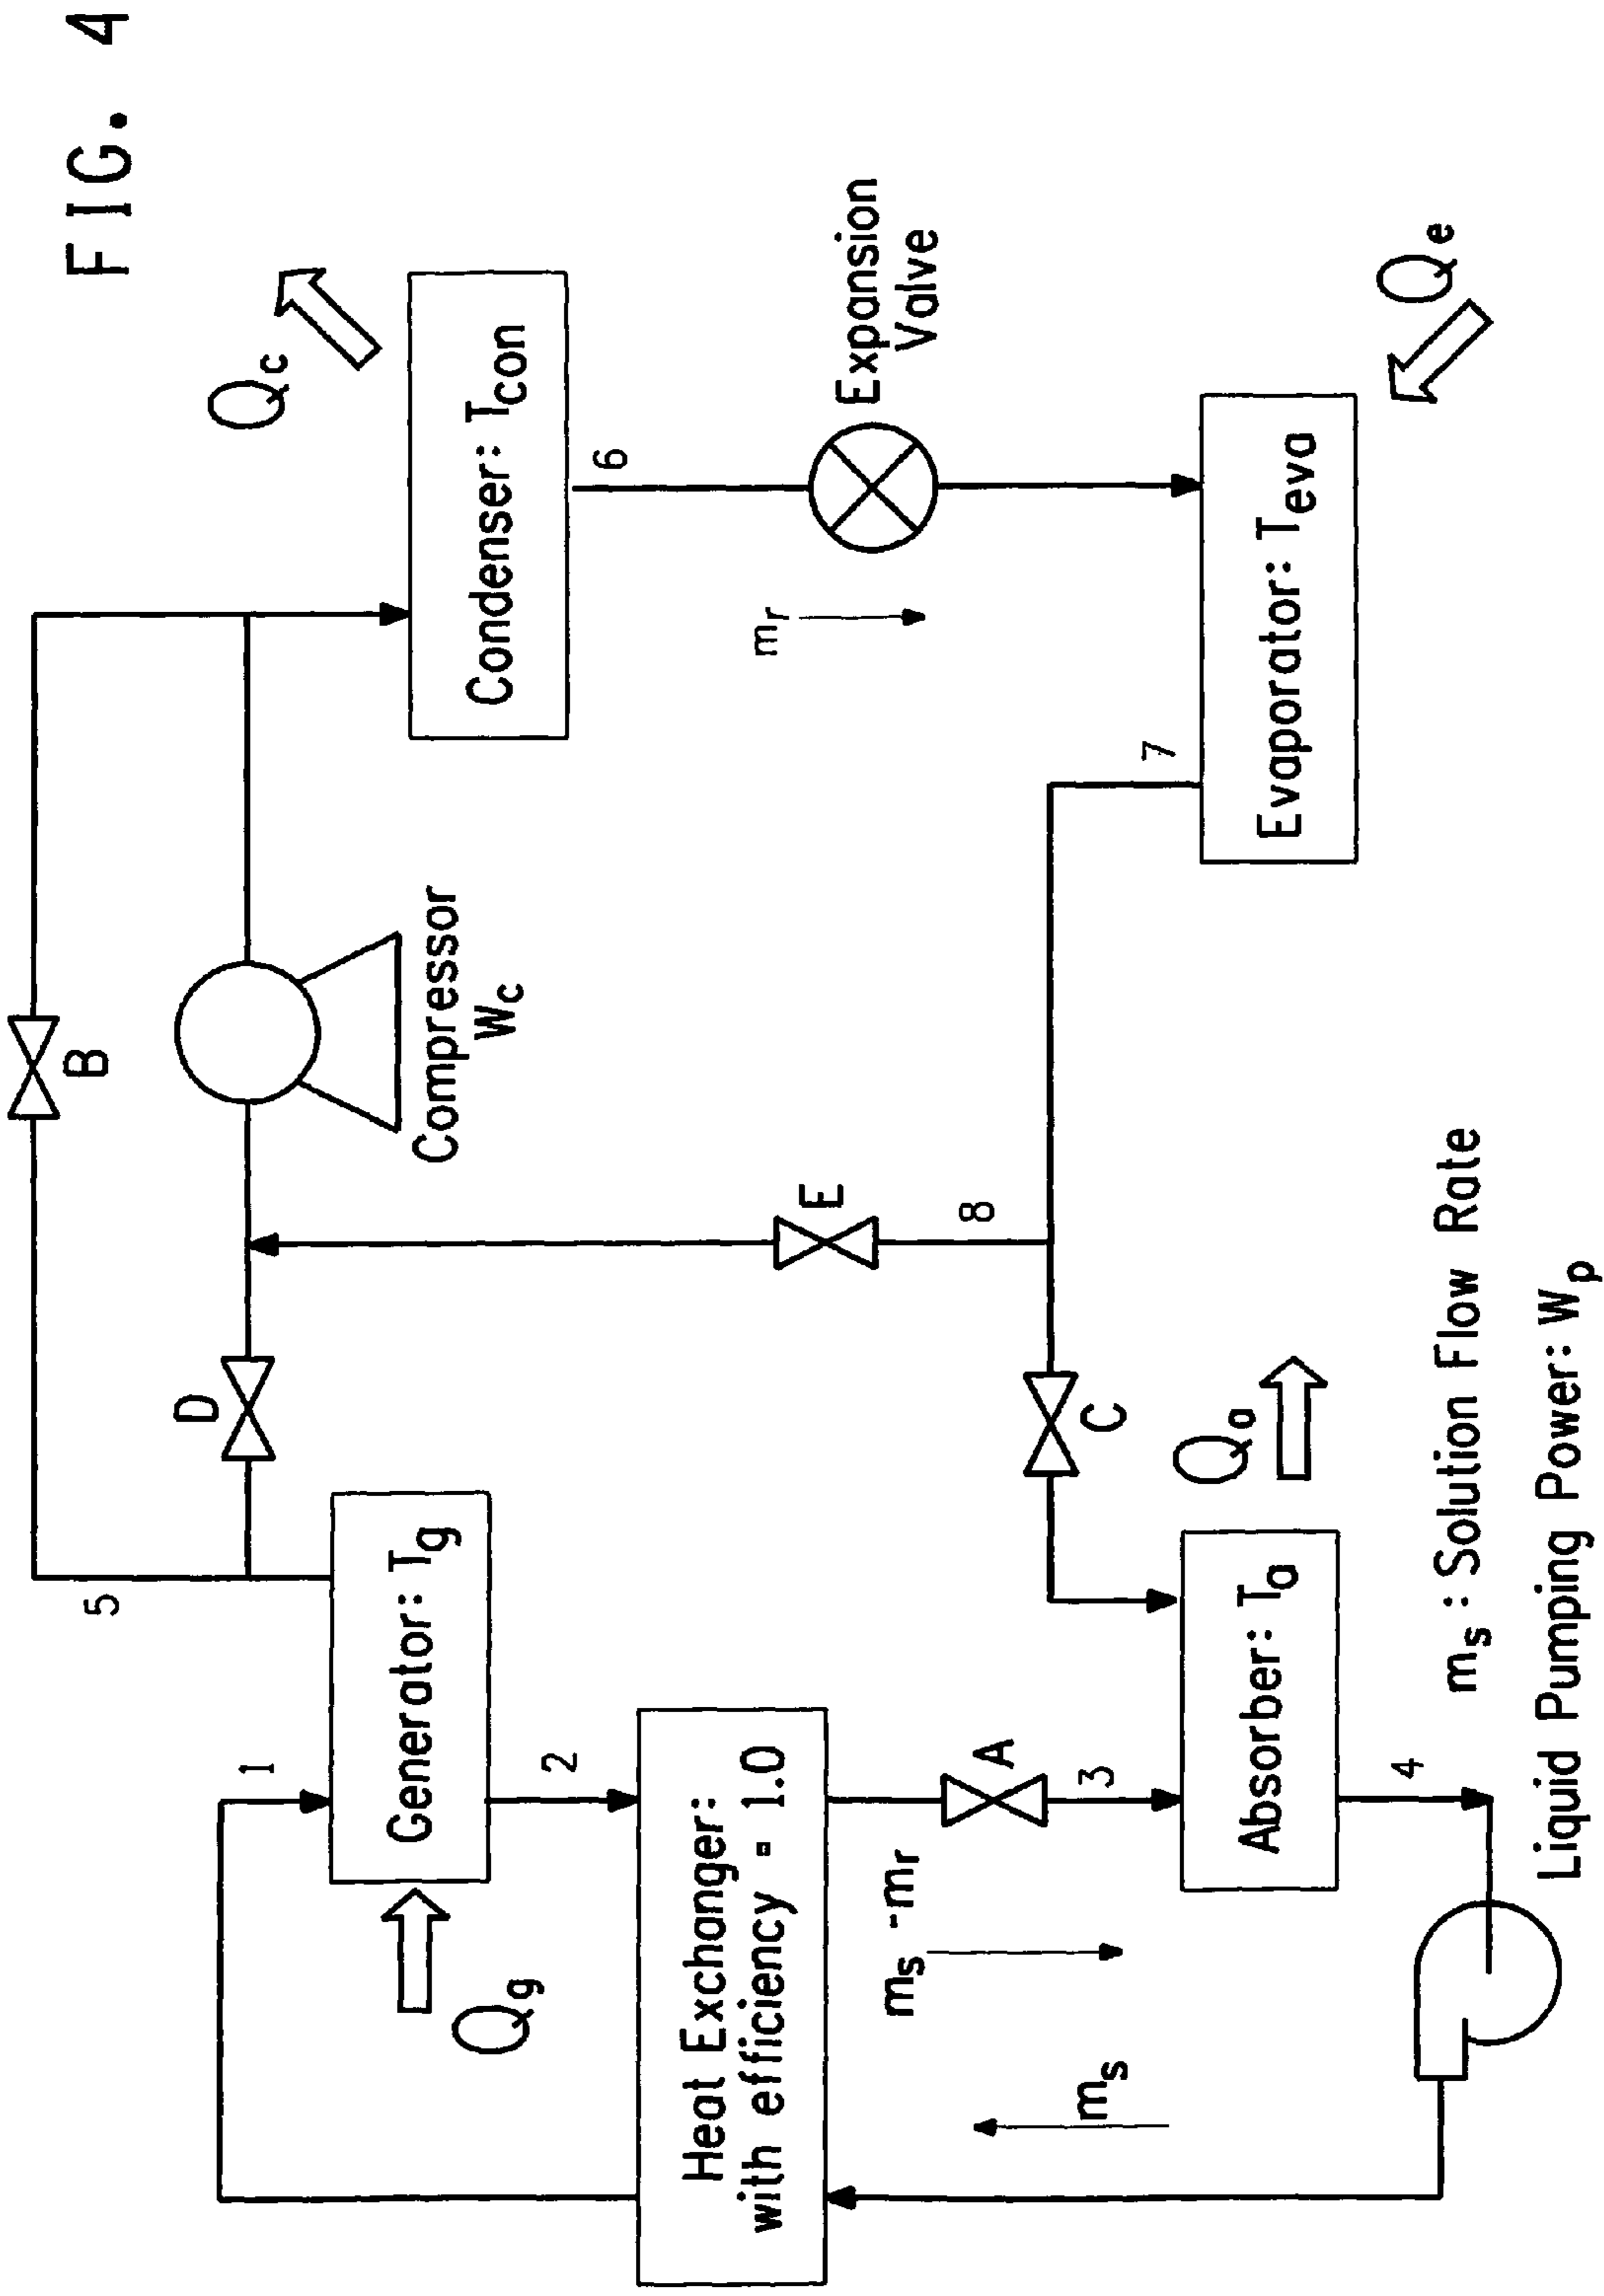 FIG. 4
B
5
D
Compressor
Wc
Qc
1
Generator: Tg
Qg
2
Condenser: Tcon
6
Expansion
Valve
mr
Heat Exchanger:
with efficiency = 1.0
E
8
7
A
3
C
ms -mr
ms
Absorber: Ta
Qa
4
Evaporator: Teva
Qe
ms : Solution Flow Rate
Liquid Pumping Power: Wp